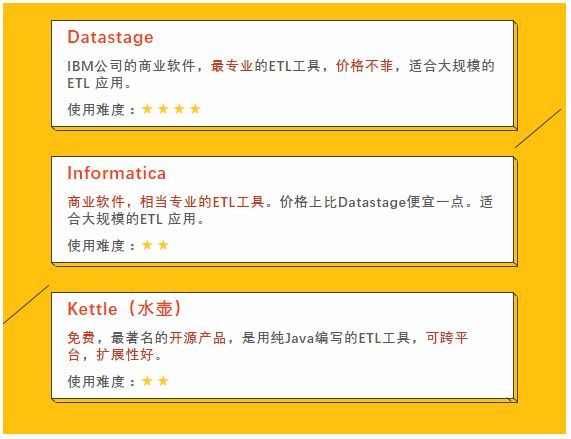 Datastage
IBM公司的商业软件，最专业的ETL工具，价格不菲，适合大规模的
ETL 应用。
使用难度：★★★★
Informatica
商业软件，相当专业的ETL工具。价格上比Datastage便宜一点。适
合大规模的ETL 应用。
使用难度：★★
Kettle（水壶）
免费，最著名的开源产品，是用纯Java编写的ETL工具，可跨平
台，扩展性好。
使用难度：★★